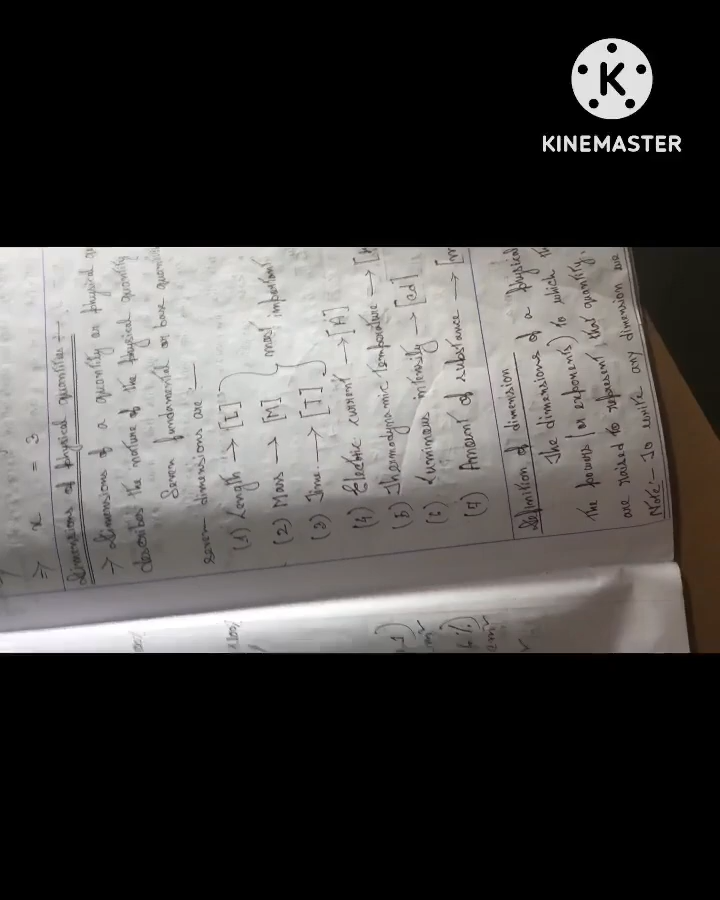 KINEMASTER
=> x = 3
Dimensions of Physical quantities :-
-> Dimensions of a quantity or physical
describes the nature of the physical quantity
Seven fundamental or base
seven dimensions are :-
(1) Length -> [L]
(2) Mass -> [M] } most important
(3) Time -> [T]
(4) Electric current -> [A]
(5) Thermodynamic Temperature -> [
(6) Luminous intensity -> [cd]
(7) Amount of substance -> [m
Definition of dimension
The dimensions of a physical
The powers (or exponents) to which
are raised to represent that quantity.
Note:- To write any dimension we